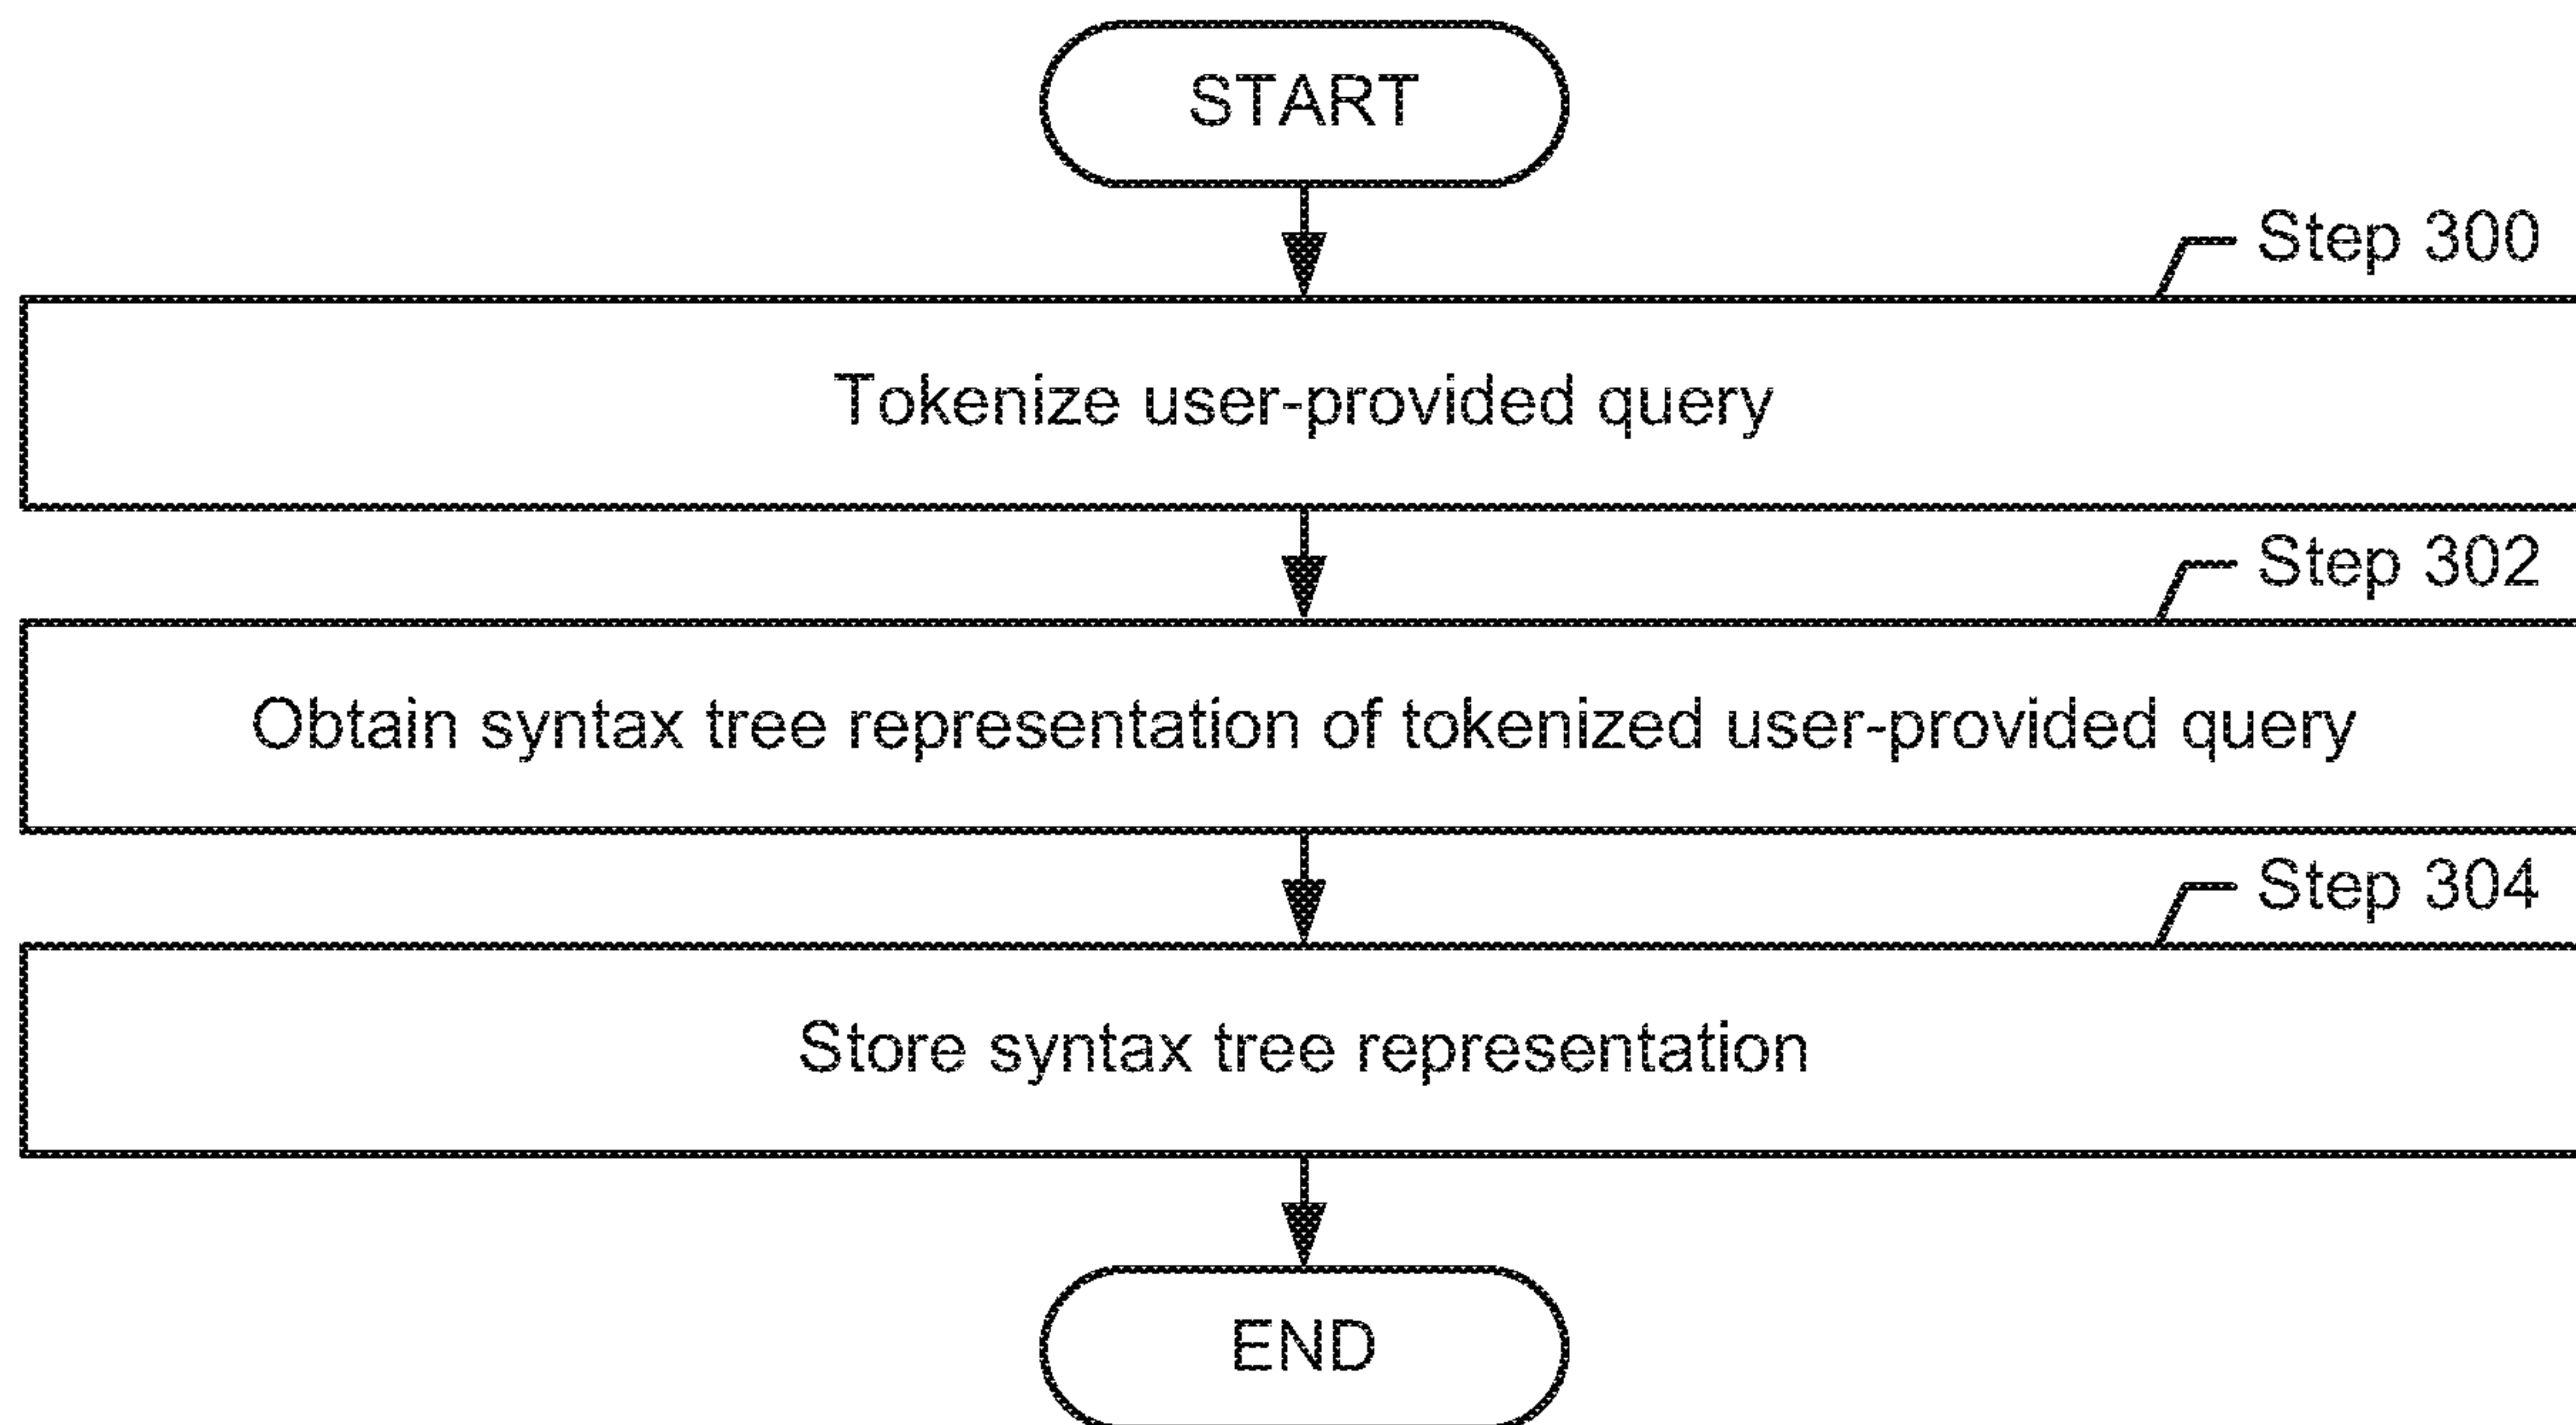 START
Step 300
Tokenize user-provided query
Step 302
Obtain syntax tree representation of tokenized user-provided query
Step 304
Store syntax tree representation
END